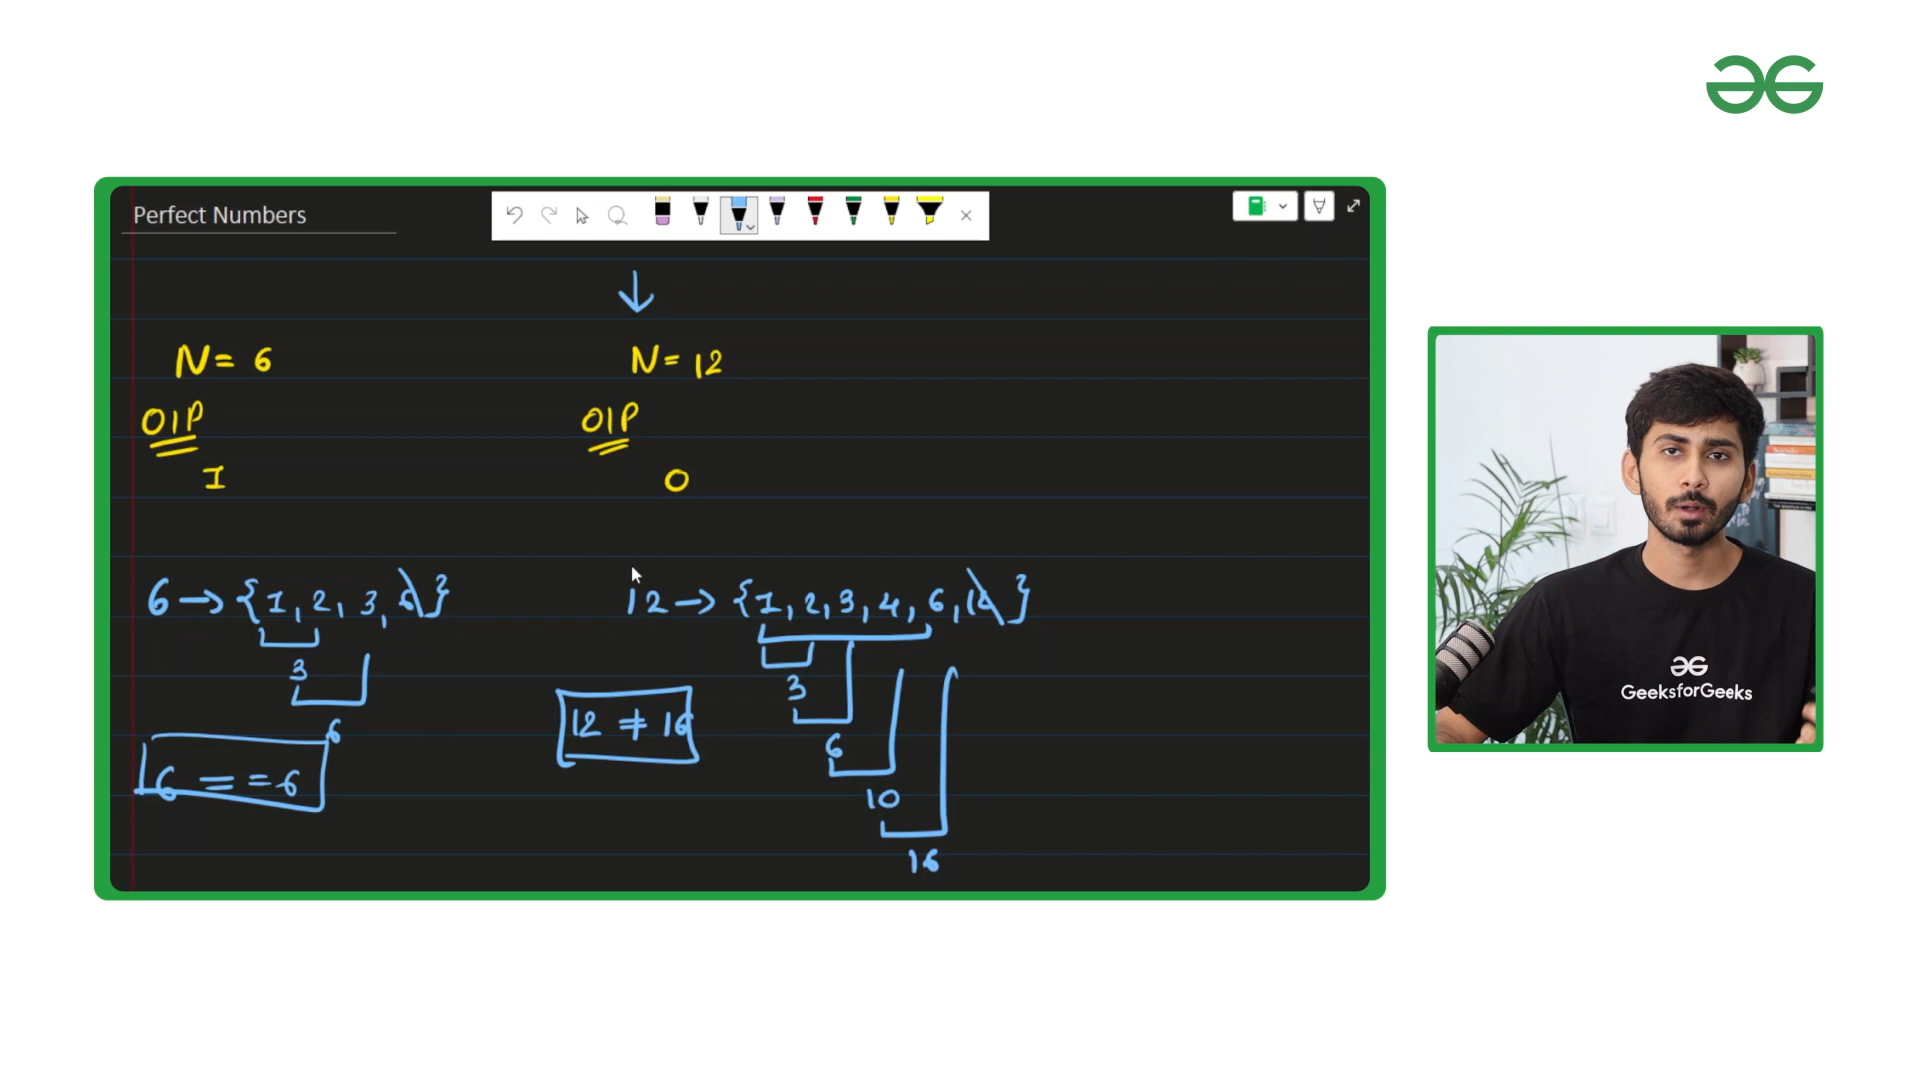 Perfect Numbers
N = 6
O/P
1
6 → {1, 2, 3, 6}
3
6
6 == 6
N = 12
O/P
0
12 → {1, 2, 3, 4, 6, 12}
3
6
10
16
12 ≠ 16
GeeksforGeeks